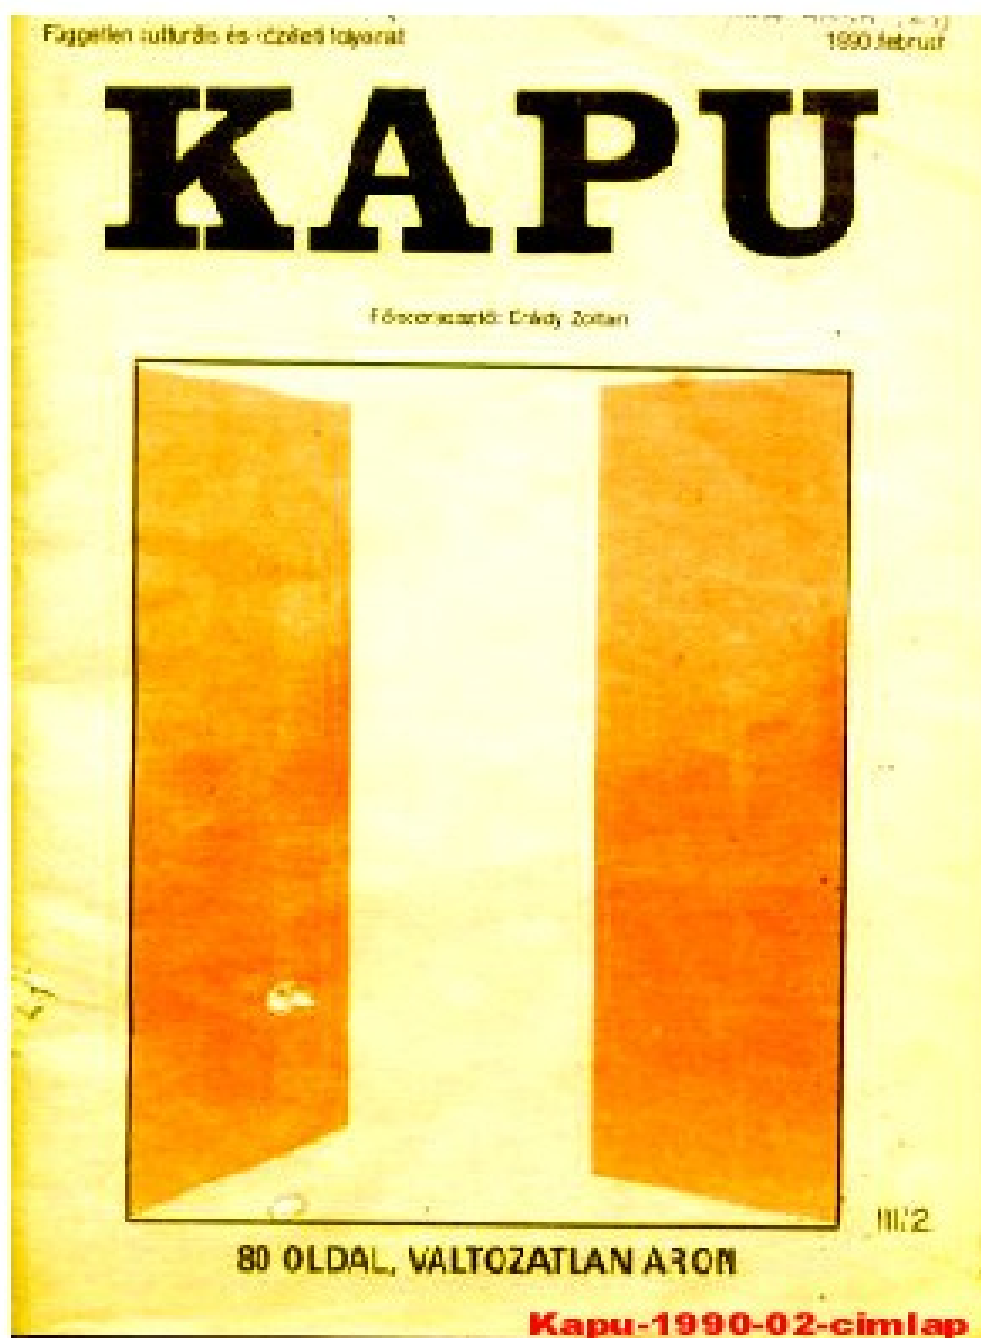 Független kulturális és közéleti folyóirat
1990.február
KAPU
Főszerkesztő: Brády Zoltán
III/2
80 OLDAL, VÁLTOZATLAN ÁRON
Kapu-1990-02-cimlap